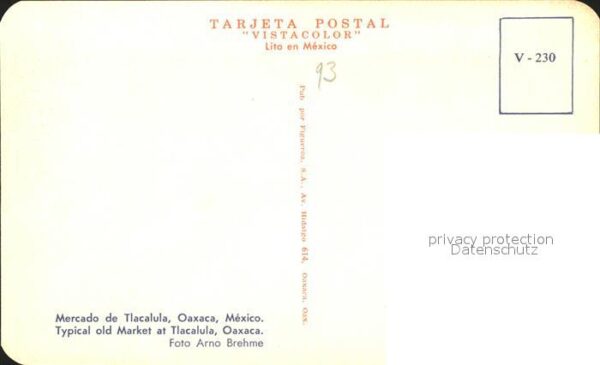 TARJETA POSTAL
"VISTACOLOR"
Lito en México
V - 230
93
Pub por Figueroa, S.A., Av. Hidalgo 614, Oaxaca, Oax.
privacy protection
Datenschutz
Mercado de Tlacalula, Oaxaca, México.
Typical old Market at Tlacalula, Oaxaca.
Foto Arno Brehme